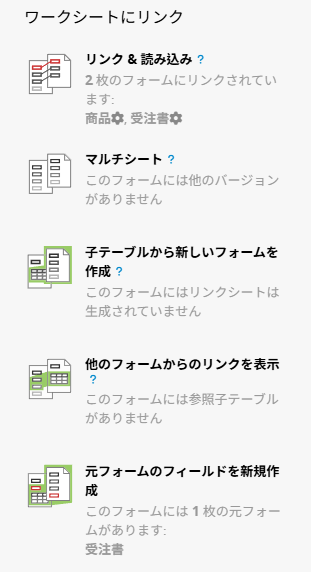 ワークシートにリンク
リンク & 読み込み ?
2 枚のフォームにリンクされてい
ます:
商品, 受注書
マルチシート ?
このフォームには他のバージョン
がありません
子テーブルから新しいフォームを
作成 ?
このフォームにはリンクシートは
生成されていません
他のフォームからのリンクを表示
?
このフォームには参照子テーブル
がありません
元フォームのフィールドを新規作
成
このフォームには 1 枚の元フォー
ムがあります:
受注書